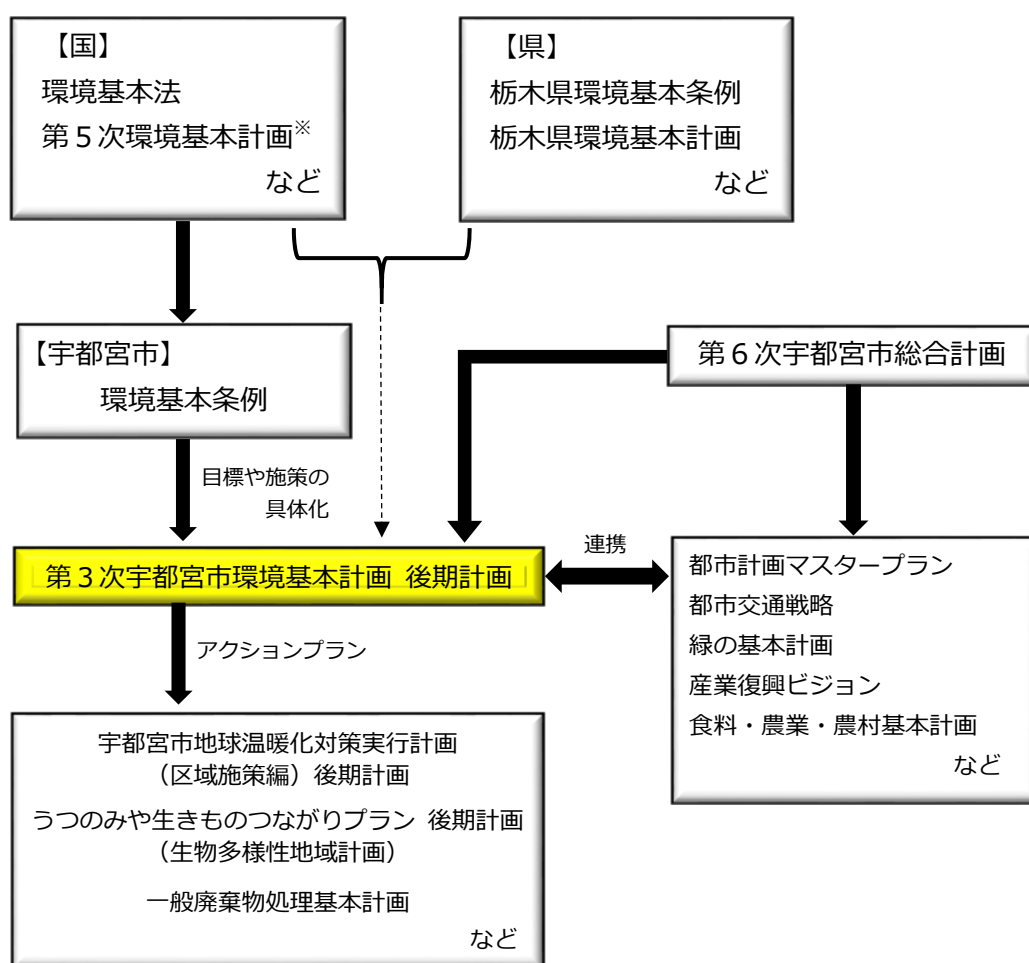 【国】
環境基本法
第５次環境基本計画※
など
【県】
栃木県環境基本条例
栃木県環境基本計画
など
【宇都宮市】
環境基本条例
第６次宇都宮市総合計画
目標や施策の
具体化
第３次宇都宮市環境基本計画 後期計画
連携
都市計画マスタープラン
都市交通戦略
緑の基本計画
産業復興ビジョン
食料・農業・農村基本計画
など
アクションプラン
宇都宮市地球温暖化対策実行計画
（区域施策編）後期計画
うつのみや生きものつながりプラン 後期計画
（生物多様性地域計画）
一般廃棄物処理基本計画
など